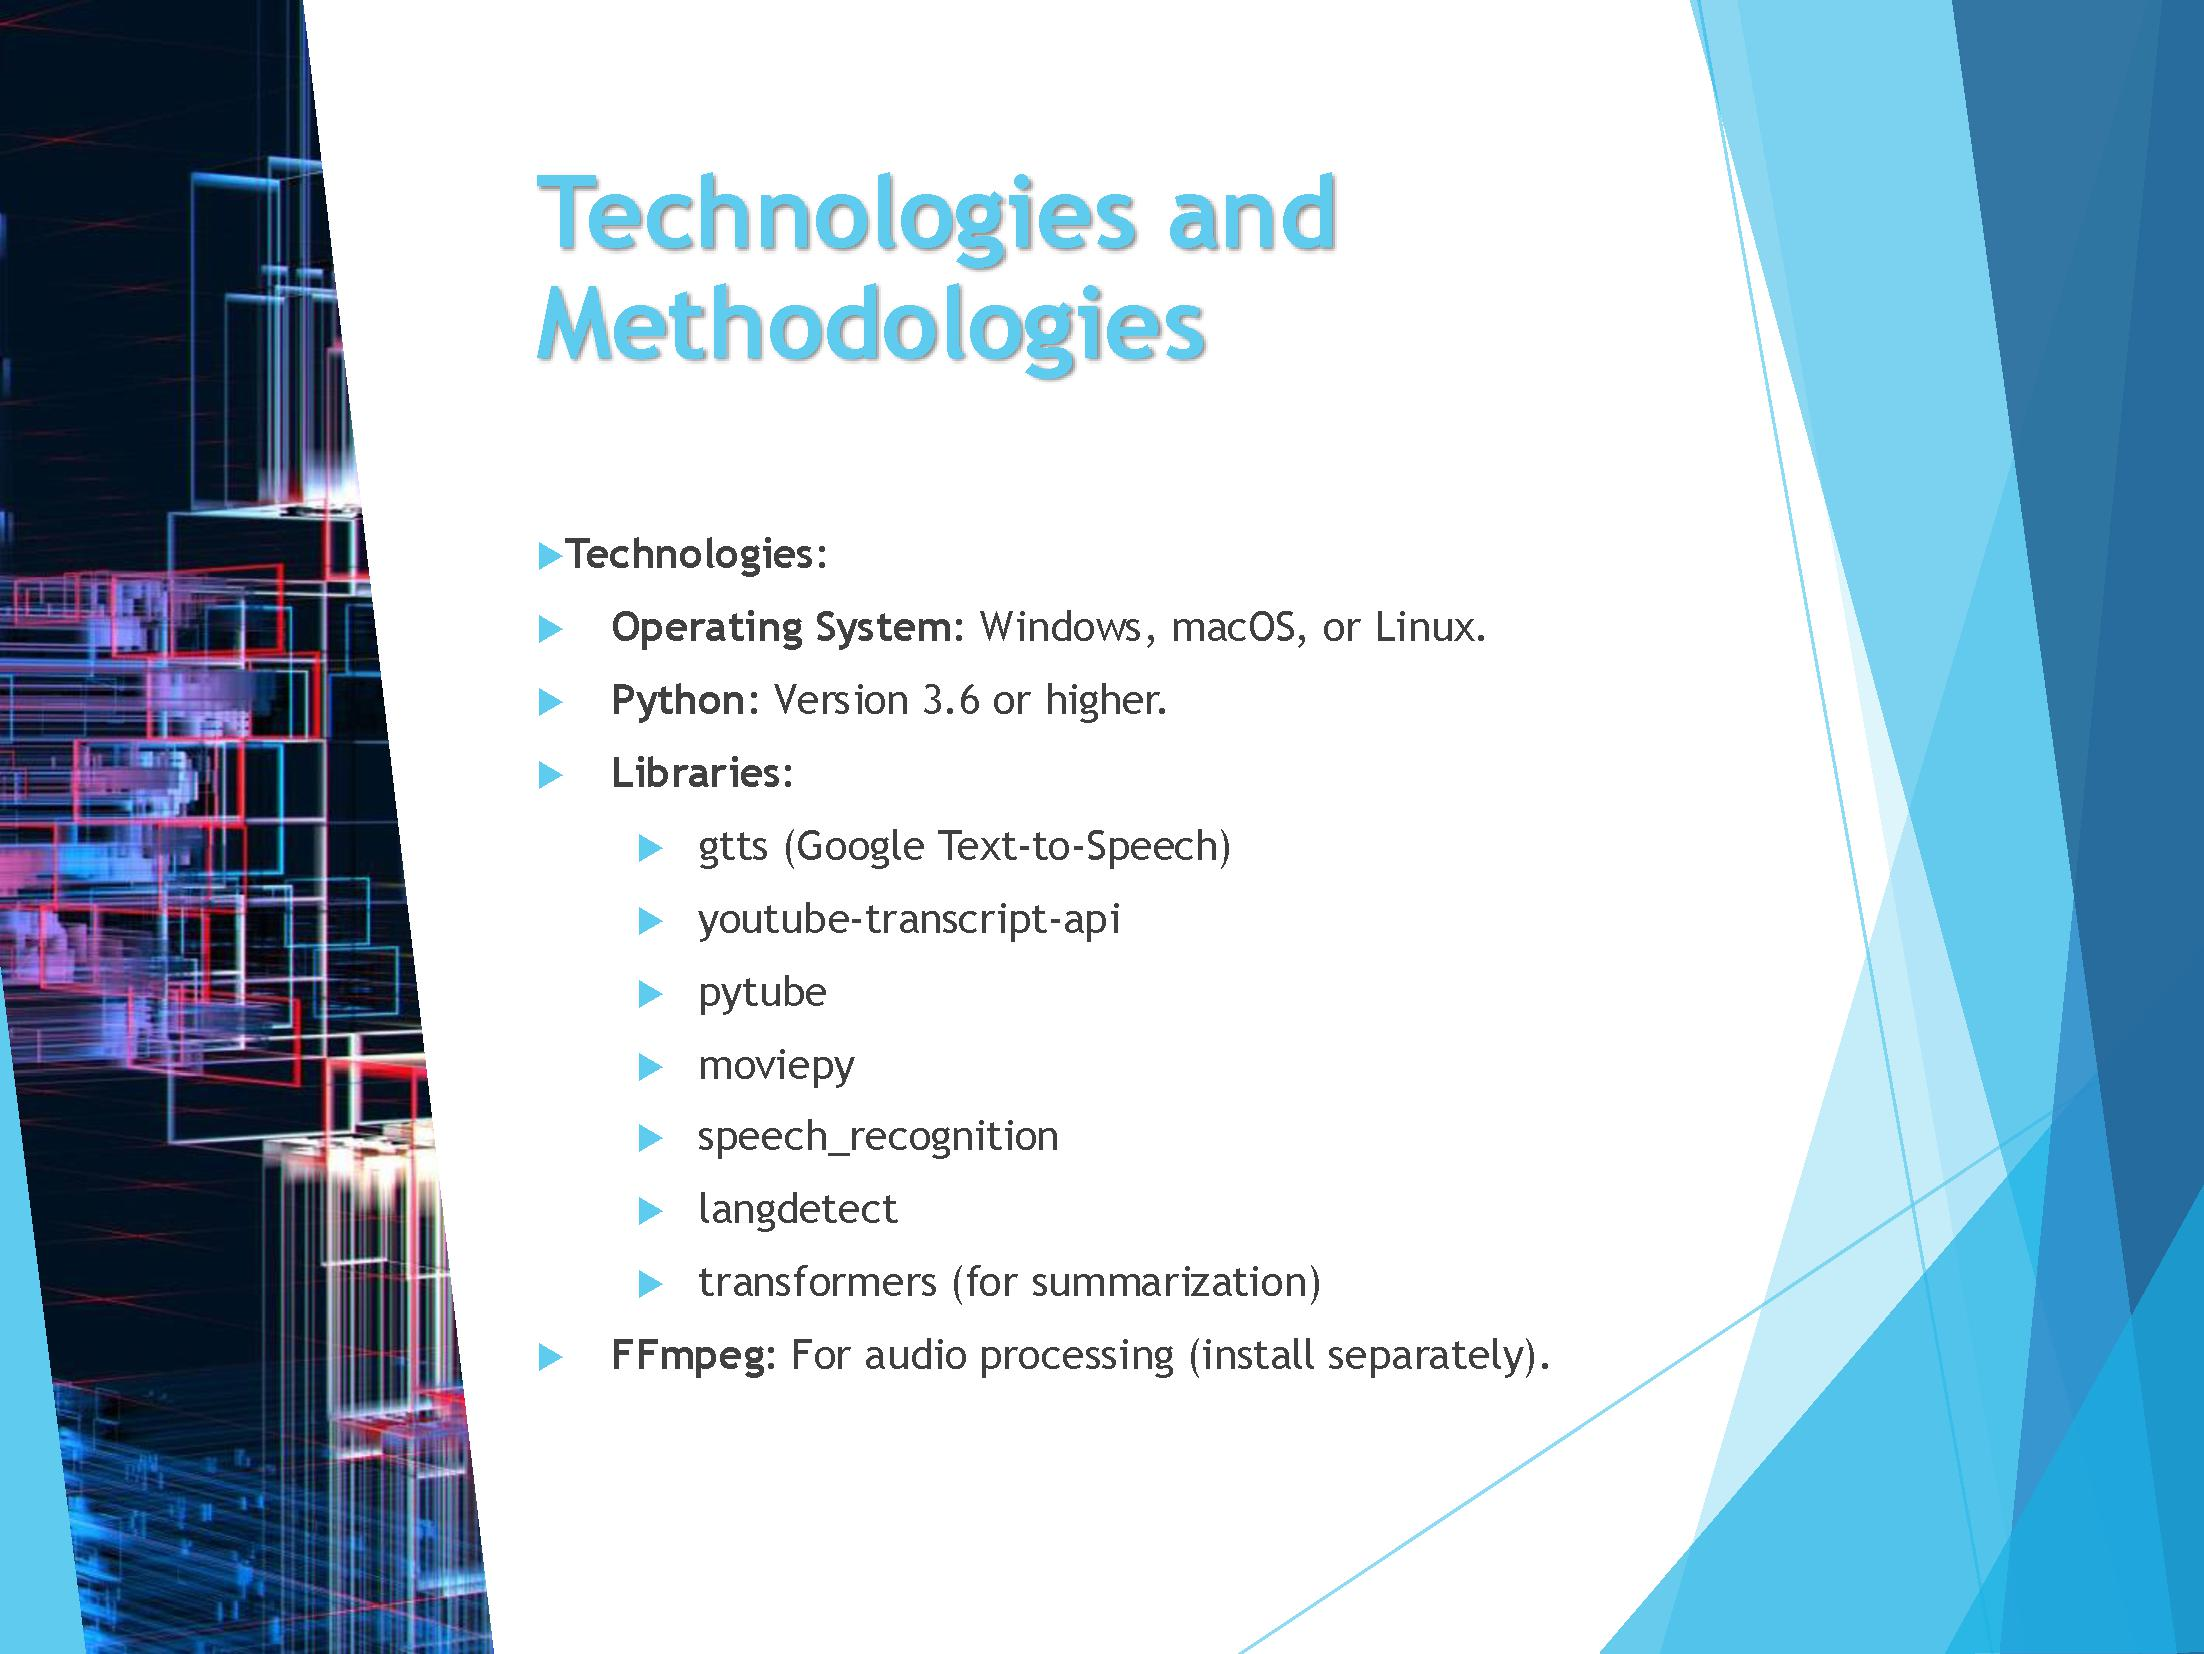 Technologies and
Methodologies
Technologies:
Operating System: Windows, macOS, or Linux.
Python: Version 3.6 or higher.
Libraries:
gtts (Google Text-to-Speech)
youtube-transcript-api
pytube
moviepy
speech_recognition
langdetect
transformers (for summarization)
FFmpeg: For audio processing (install separately).